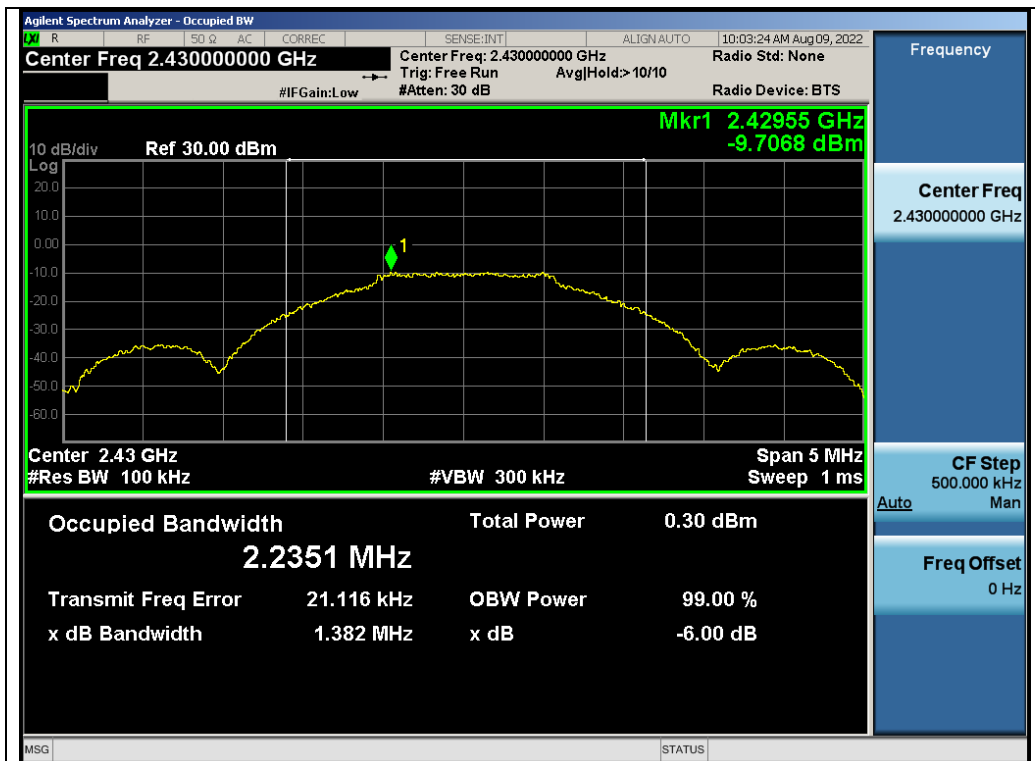 Agilent Spectrum Analyzer - Occupied BW
LXI R RF 50 Ω AC CORREC SENSE:INT ALIGN AUTO 10:03:24 AM Aug 09, 2022
Center Freq 2.430000000 GHz
Center Freq: 2.430000000 GHz Radio Std: None
Trig: Free Run Avg|Hold:>10/10
#IFGain:Low #Atten: 30 dB Radio Device: BTS
Mkr1 2.42955 GHz
10 dB/div Ref 30.00 dBm -9.7068 dBm
Log
20.0
10.0
0.00
1
-10.0
-20.0
-30.0
-40.0
-50.0
-60.0
Center 2.43 GHz Span 5 MHz
#Res BW 100 kHz #VBW 300 kHz Sweep 1 ms
Occupied Bandwidth Total Power 0.30 dBm
2.2351 MHz
Transmit Freq Error 21.116 kHz OBW Power 99.00 %
x dB Bandwidth 1.382 MHz x dB -6.00 dB
MSG STATUS
Frequency
Center Freq
2.430000000 GHz
CF Step
500.000 kHz
Auto Man
Freq Offset
0 Hz